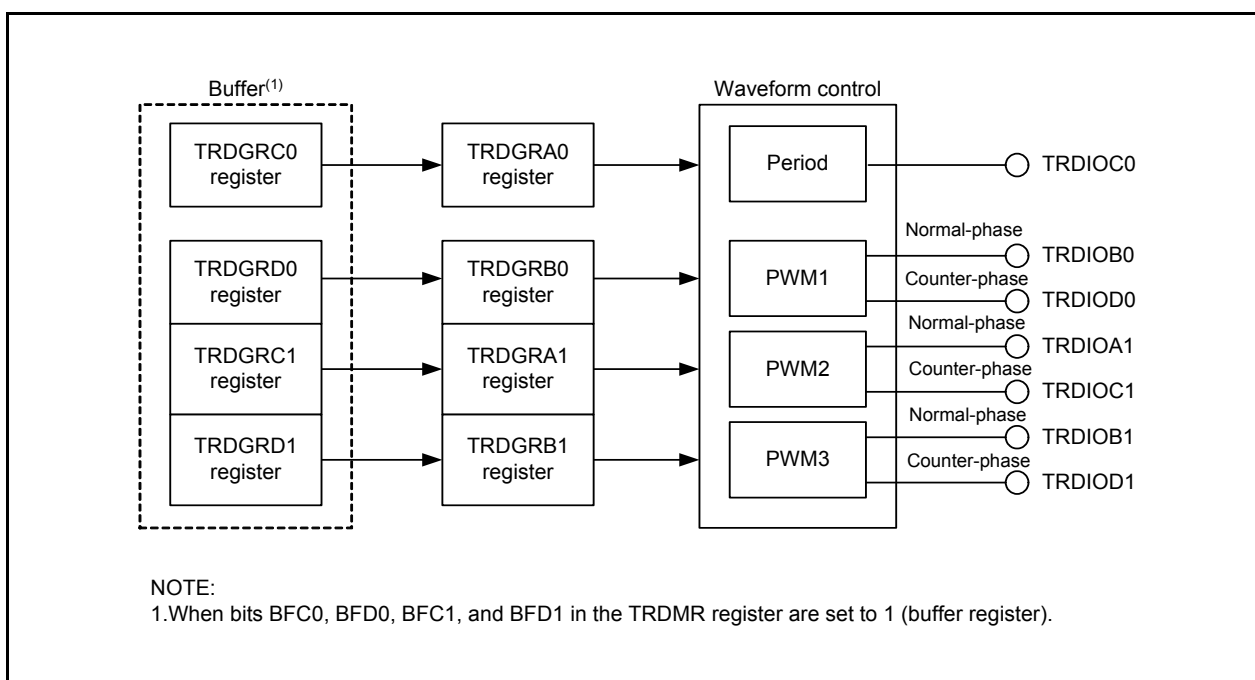 Buffer(1)
Waveform control
TRDGRC0
register
TRDGRA0
register
Period
TRDIOC0
TRDGRD0
register
TRDGRB0
register
PWM1
Normal-phase
TRDIOB0
Counter-phase
TRDIOD0
TRDGRC1
register
TRDGRA1
register
PWM2
Normal-phase
TRDIOA1
Counter-phase
TRDIOC1
TRDGRD1
register
TRDGRB1
register
PWM3
Normal-phase
TRDIOB1
Counter-phase
TRDIOD1
NOTE:
1.When bits BFC0, BFD0, BFC1, and BFD1 in the TRDMR register are set to 1 (buffer register).